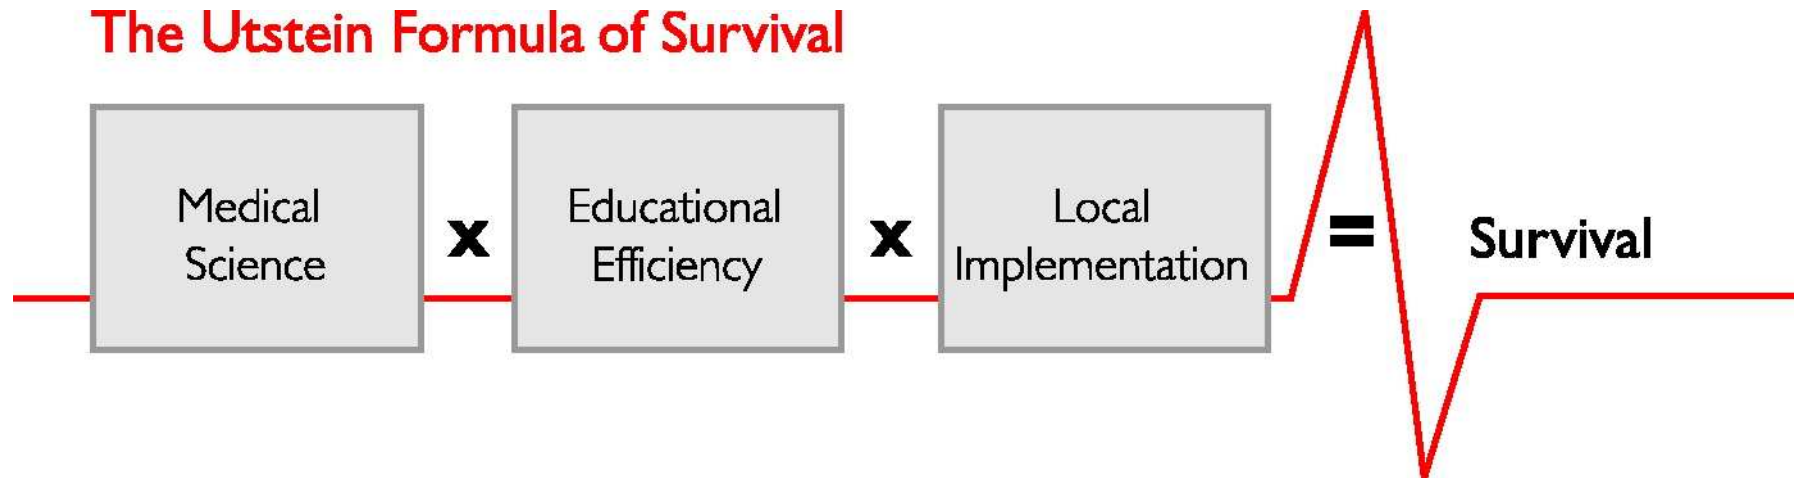 The Utstein Formula of Survival
Medical
Science
x
Educational
Efficiency
x
Local
Implementation
=
Survival